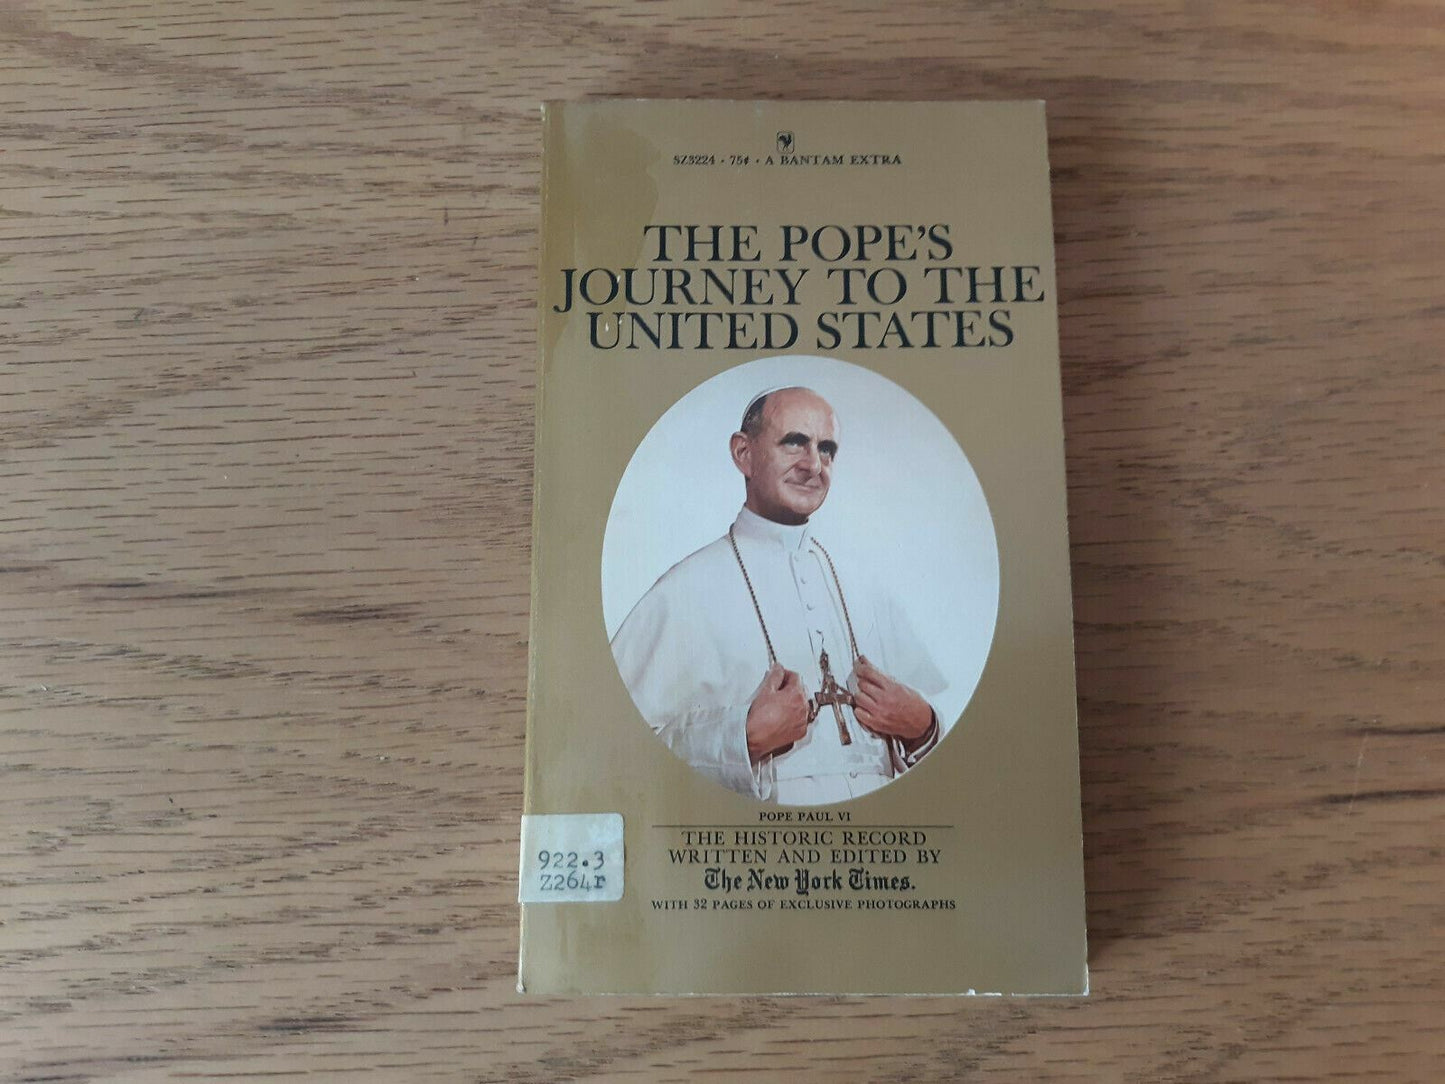 SZ3224 • 75¢ • A BANTAM EXTRA
THE POPE'S
JOURNEY TO THE
UNITED STATES
POPE PAUL VI
THE HISTORIC RECORD
WRITTEN AND EDITED BY
The New York Times.
WITH 32 PAGES OF EXCLUSIVE PHOTOGRAPHS
922.3
Z264r